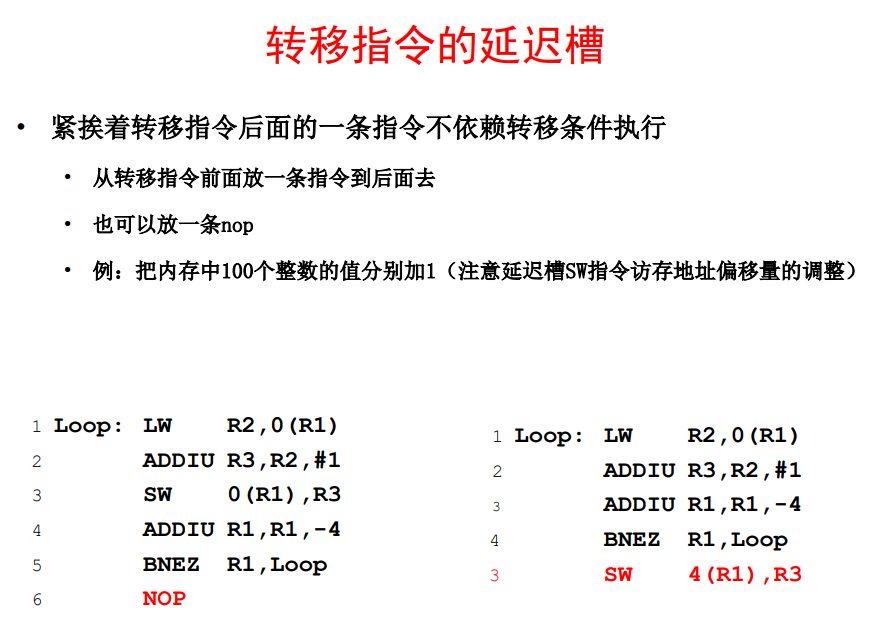 转移指令的延迟槽
• 紧挨着转移指令后面的一条指令不依赖转移条件执行
• 从转移指令前面放一条指令到后面去
• 也可以放一条nop
• 例：把内存中100个整数的值分别加1（注意延迟槽SW指令访存地址偏移量的调整）
1 Loop: LW R2,0(R1)
2 ADDIU R3,R2,#1
3 SW 0(R1),R3
4 ADDIU R1,R1,-4
5 BNEZ R1,Loop
6 NOP
1 Loop: LW R2,0(R1)
2 ADDIU R3,R2,#1
3 ADDIU R1,R1,-4
4 BNEZ R1,Loop
3 SW 4(R1),R3